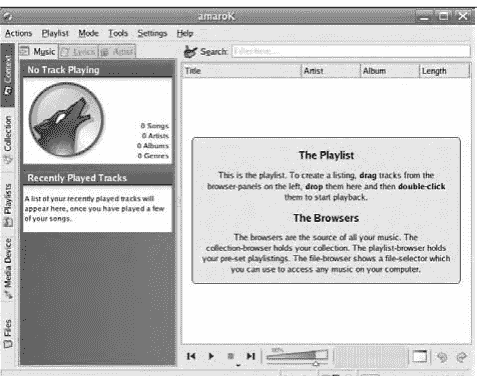 amaroK
Actions Playlist Mode Tools Settings Help
Music Lyrics Artist
Search:
Title Artist Album Length
Context
Collection
Playlists
Media Device
Files
No Track Playing
0 Songs
0 Artists
0 Albums
0 Genres
Recently Played Tracks
A list of your recently played tracks will
appear here, once you have played a few
of your songs.
The Playlist
This is the playlist. To create a listing, drag tracks from the
browser-panels on the left, drop them here and then double-click
them to start playback.
The Browsers
The browsers are the source of all your music. The
collection-browser holds your collection. The playlist-browser holds
your pre-set playlistings. The file-browser shows a file-selector which
you can use to access any music on your computer.